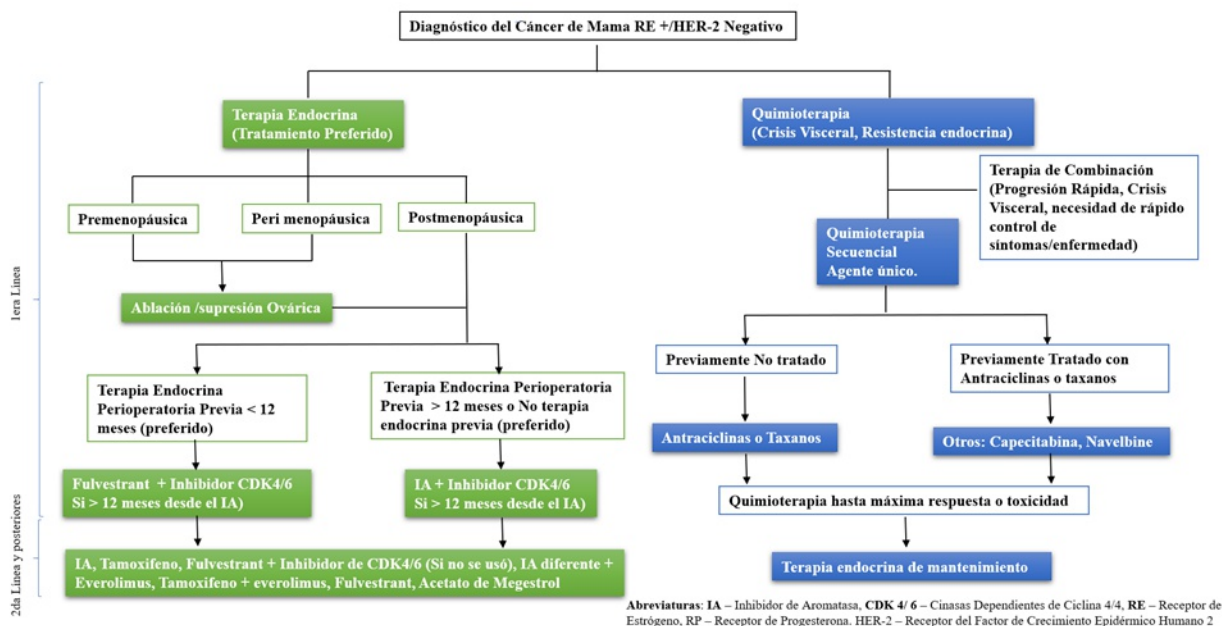 Diagnóstico del Cáncer de Mama RE +/HER-2 Negativo
Terapia Endocrina
(Tratamiento Preferido)
Quimioterapia
(Crisis Visceral, Resistencia endocrina)
Terapia de Combinación
(Progresión Rápida, Crisis
Visceral, necesidad de rápido
control de
síntomas/enfermedad)
Premenopáusica
Peri menopáusica
Postmenopáusica
Quimioterapia
Secuencial
Agente único.
1era Linea
Ablación /supresión Ovárica
Previamente No tratado
Previamente Tratado con
Antraciclinas o taxanos
Terapia Endocrina
Perioperatoria Previa < 12
meses (preferido)
Terapia Endocrina Perioperatoria
Previa > 12 meses o No terapia
endocrina previa (preferido)
Antraciclinas o Taxanos
Otros: Capecitabina, Navelbine
Fulvestrant + Inhibidor CDK4/6
Si > 12 meses desde el IA)
IA + Inhibidor CDK4/6
Si > 12 meses desde el IA)
Quimioterapia hasta máxima respuesta o toxicidad
2da Linea y posteriores
IA, Tamoxifeno, Fulvestrant + Inhibidor de CDK4/6 (Si no se usó), IA diferente +
Everolimus, Tamoxifeno + everolimus, Fulvestrant, Acetato de Megestrol
Terapia endocrina de mantenimiento
Abreviaturas: IA – Inhibidor de Aromatasa, CDK 4/ 6 – Cinasas Dependientes de Ciclina 4/4, RE – Receptor de
Estrógeno, RP – Receptor de Progesterona. HER-2 – Receptor del Factor de Crecimiento Epidérmico Humano 2